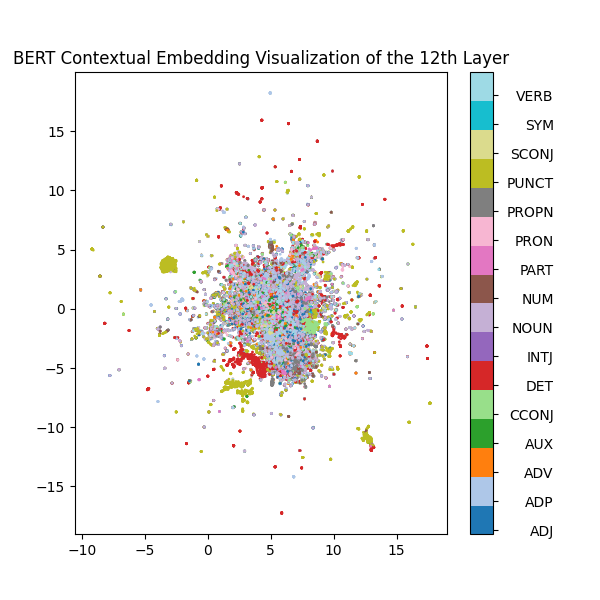 BERT Contextual Embedding Visualization of the 12th Layer
15
10
5
0
−5
−10
−15
−10
−5
0
5
10
15
VERB
SYM
SCONJ
PUNCT
PROPN
PRON
PART
NUM
NOUN
INTJ
DET
CCONJ
AUX
ADV
ADP
ADJ